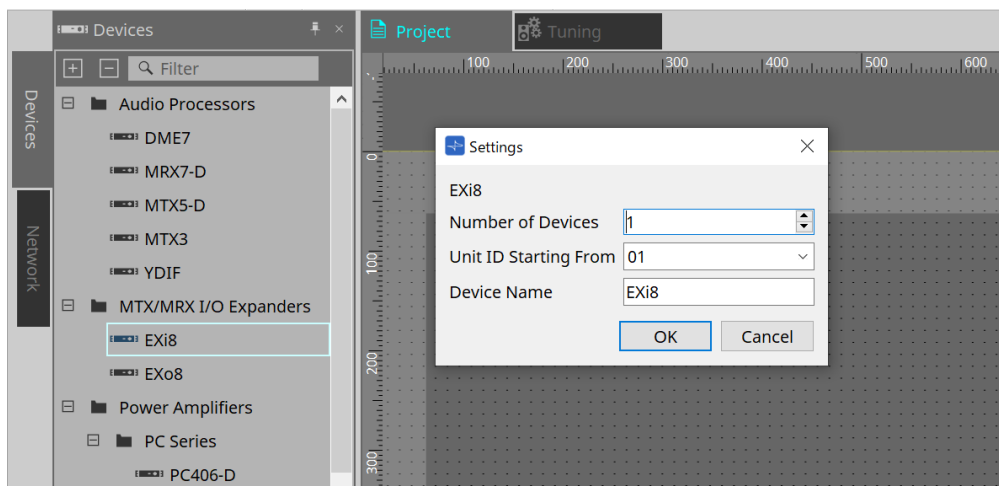 Devices
Project
Tuning
Filter
100 200 300 400 500 600
Devices
Network
Audio Processors
DME7
MRX7-D
MTX5-D
MTX3
YDIF
MTX/MRX I/O Expanders
EXi8
EXo8
Power Amplifiers
PC Series
PC406-D
0
100
200
300
Settings
EXi8
Number of Devices 1
Unit ID Starting From 01
Device Name EXi8
OK Cancel